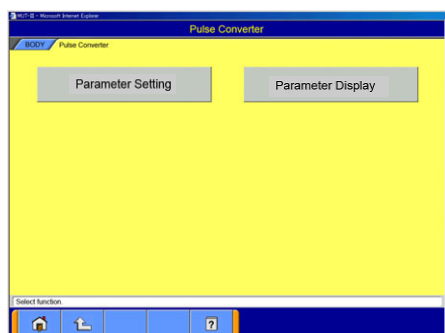 MUT-III - Microsoft Internet Explorer
Pulse Converter
BODY Pulse Converter
Parameter Setting Parameter Display
Select function.
?